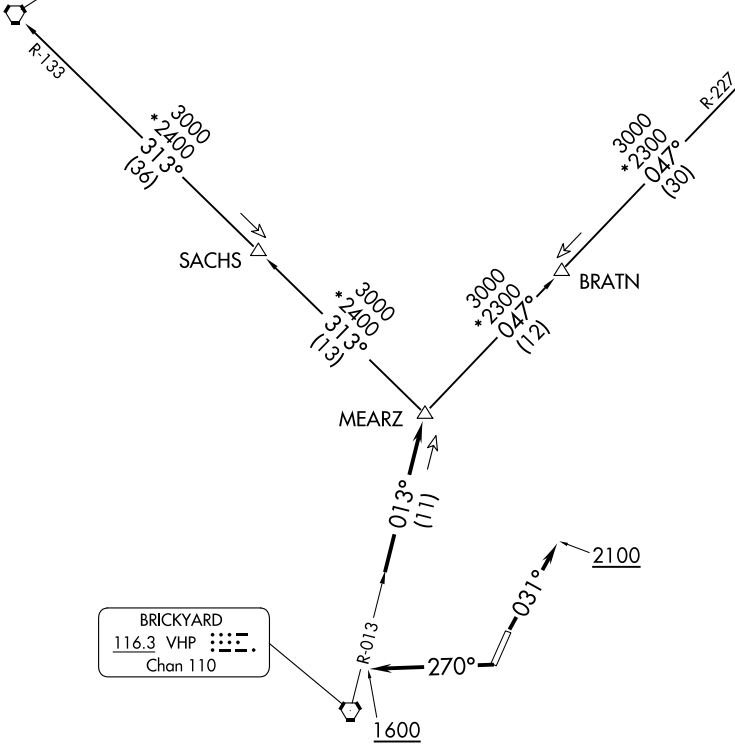 R-133
3000
*2400
313°
(36)
R-227
3000
*2300
047°
(30)
SACHS
BRATN
3000
*2400
313°
(13)
3000
*2300
047°
(12)
MEARZ
013°
(11)
2100
031°
BRICKYARD
116.3 VHP
Chan 110
R-013
270°
1600